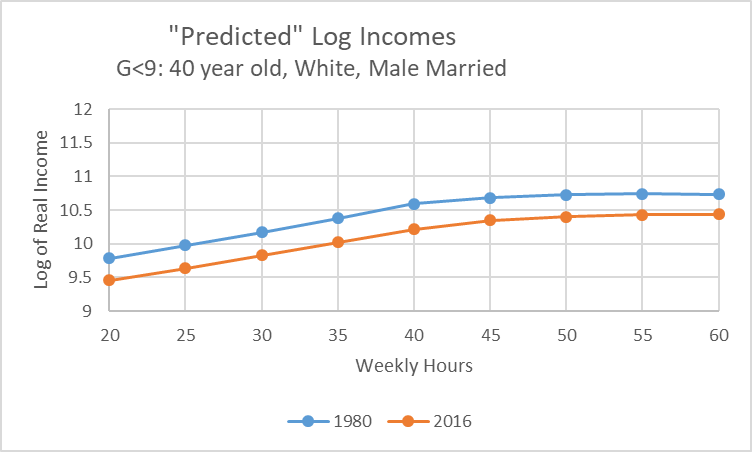 "Predicted" Log Incomes
G<9: 40 year old, White, Male Married
Log of Real Income
12
11.5
11
10.5
10
9.5
9
20 25 30 35 40 45 50 55 60
Weekly Hours
1980 2016